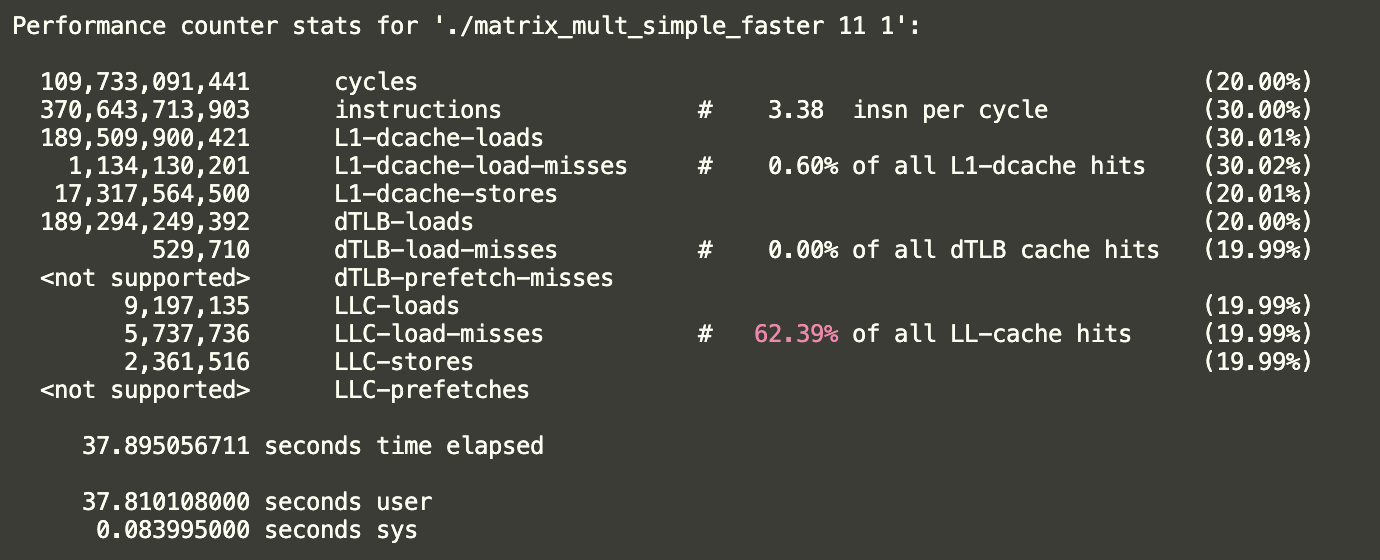 Performance counter stats for './matrix_mult_simple_faster 11 1':
109,733,091,441 cycles (20.00%)
370,643,713,903 instructions # 3.38 insn per cycle (30.00%)
189,509,900,421 L1-dcache-loads (30.01%)
1,134,130,201 L1-dcache-load-misses # 0.60% of all L1-dcache hits (30.02%)
17,317,564,500 L1-dcache-stores (20.01%)
189,294,249,392 dTLB-loads (20.00%)
529,710 dTLB-load-misses # 0.00% of all dTLB cache hits (19.99%)
<not supported> dTLB-prefetch-misses
9,197,135 LLC-loads (19.99%)
5,737,736 LLC-load-misses # 62.39% of all LL-cache hits (19.99%)
2,361,516 LLC-stores (19.99%)
<not supported> LLC-prefetches
37.895056711 seconds time elapsed
37.810108000 seconds user
0.083995000 seconds sys